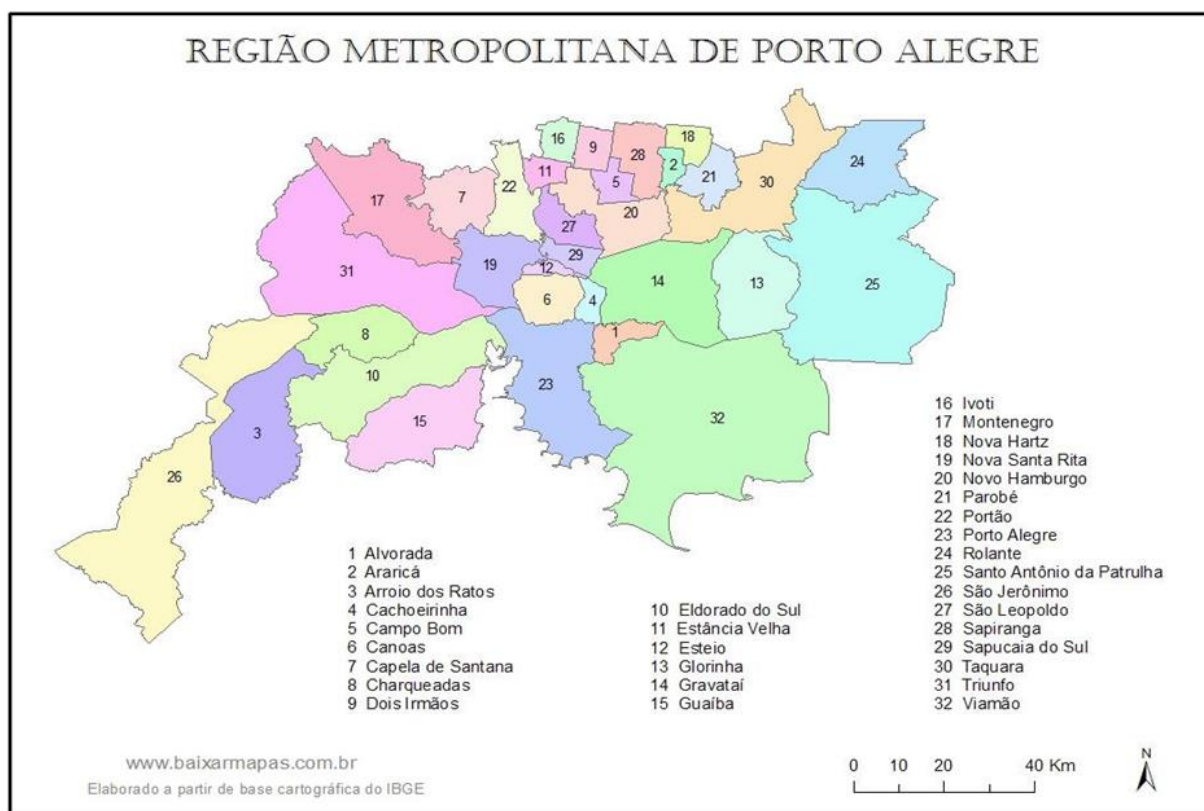 REGIÃO METROPOLITANA DE PORTO ALEGRE
16
9
28
18
2
21
30
24
17
7
22
11
5
20
27
29
12
19
31
6
4
14
13
25
8
1
10
23
15
32
3
26
1 Alvorada
2 Araricá
3 Arroio dos Ratos
4 Cachoeirinha
5 Campo Bom
6 Canoas
7 Capela de Santana
8 Charqueadas
9 Dois Irmãos
10 Eldorado do Sul
11 Estância Velha
12 Esteio
13 Glorinha
14 Gravataí
15 Guaíba
16 Ivoti
17 Montenegro
18 Nova Hartz
19 Nova Santa Rita
20 Novo Hamburgo
21 Parobé
22 Portão
23 Porto Alegre
24 Rolante
25 Santo Antônio da Patrulha
26 São Jerônimo
27 São Leopoldo
28 Sapiranga
29 Sapucaia do Sul
30 Taquara
31 Triunfo
32 Viamão
www.baixarmapas.com.br
Elaborado a partir de base cartográfica do IBGE
0 10 20 40 Km
N